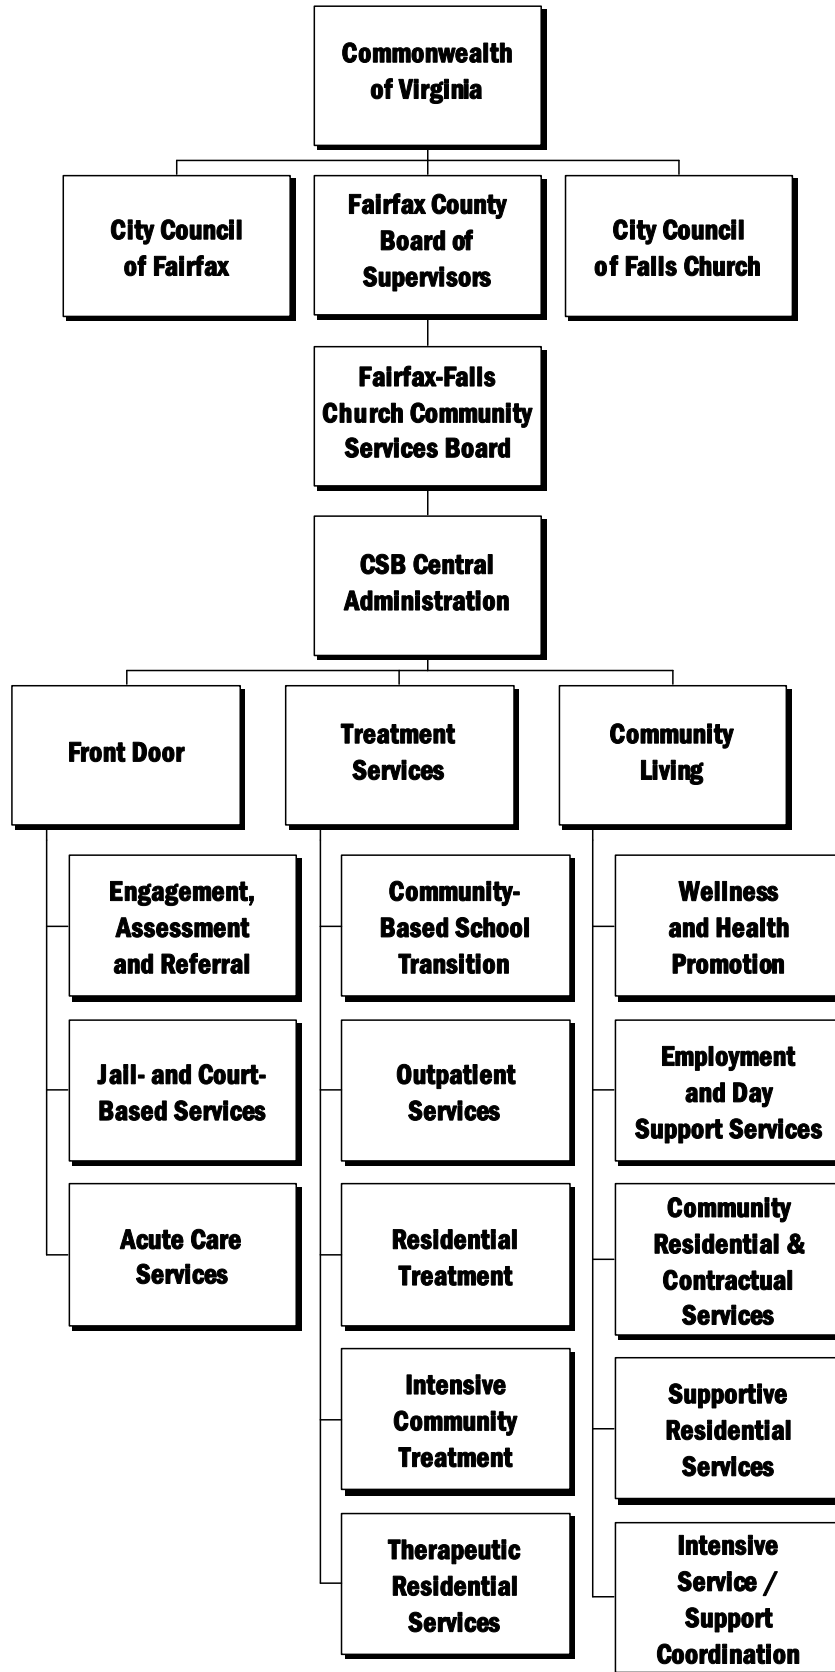 Commonwealth
of Virginia
City Council
of Fairfax
Fairfax County
Board of
Supervisors
City Council
of Falls Church
Fairfax-Falls
Church Community
Services Board
CSB Central
Administration
Front Door
Treatment
Services
Community
Living
Engagement,
Assessment
and Referral
Jail- and Court-
Based Services
Acute Care
Services
Community-
Based School
Transition
Outpatient
Services
Residential
Treatment
Intensive
Community
Treatment
Therapeutic
Residential
Services
Wellness
and Health
Promotion
Employment
and Day
Support Services
Community
Residential &
Contractual
Services
Supportive
Residential
Services
Intensive
Service /
Support
Coordination